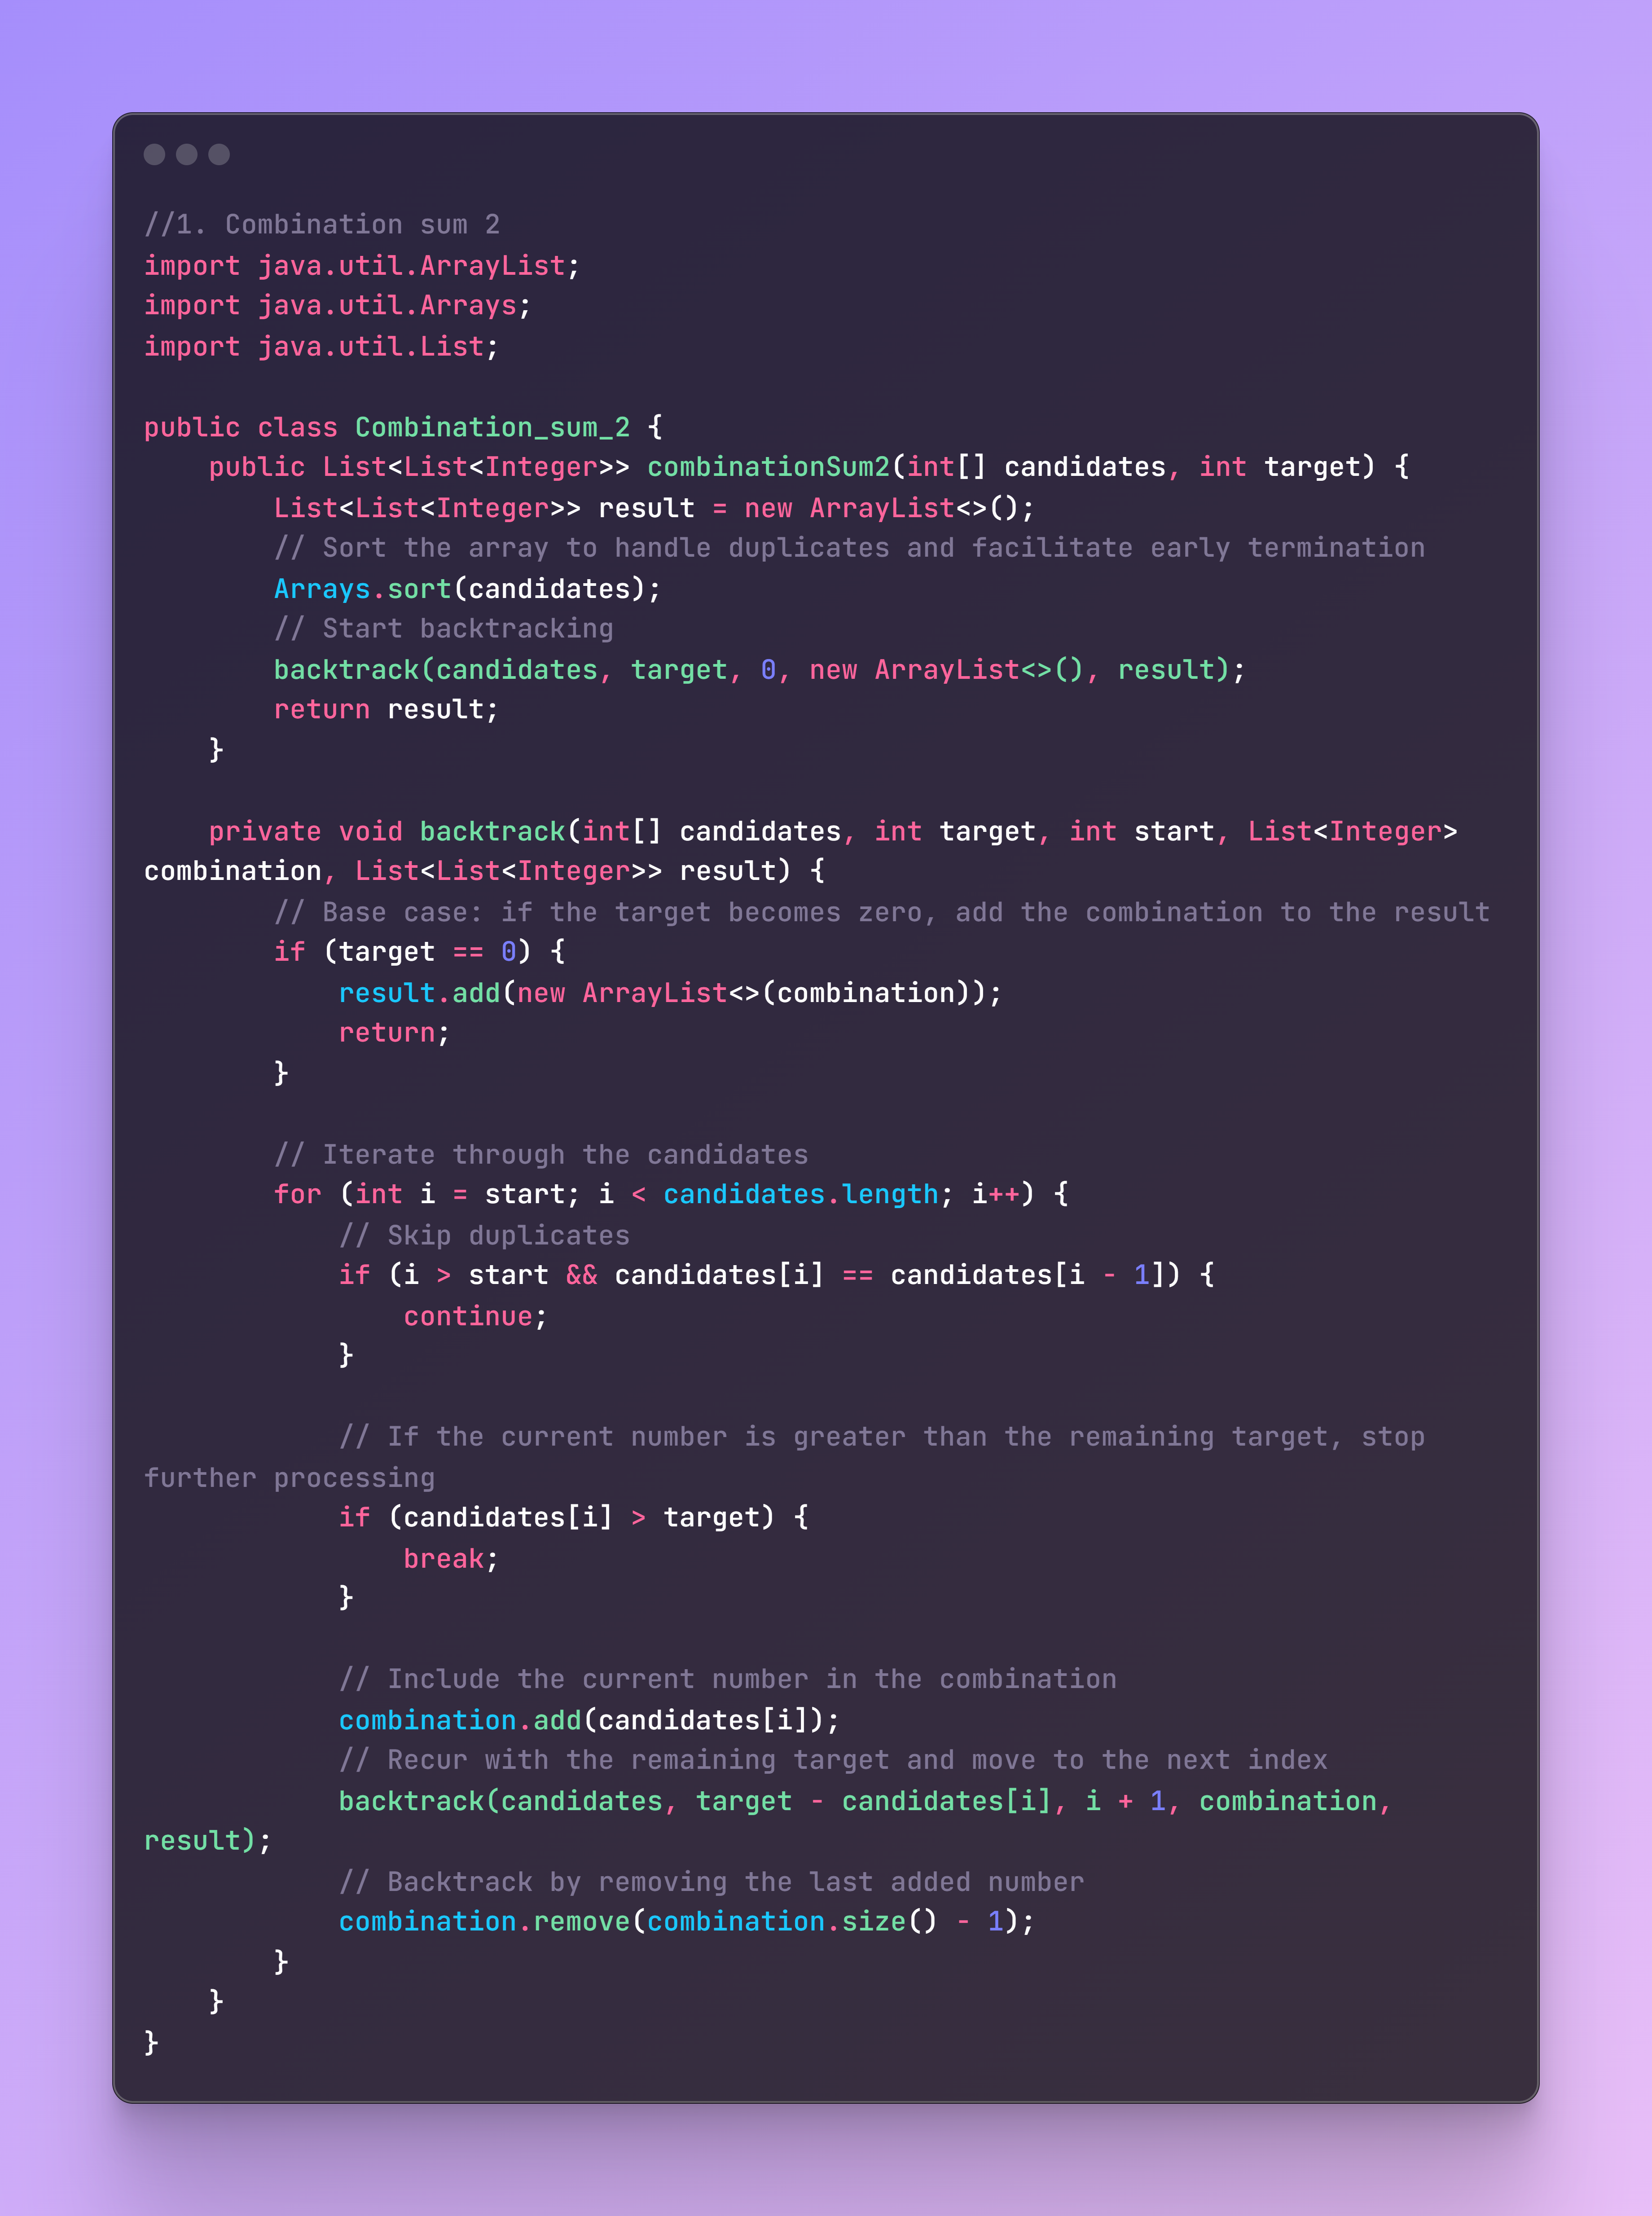 //1. Combination sum 2
import java.util.ArrayList;
import java.util.Arrays;
import java.util.List;

public class Combination_sum_2 {
    public List<List<Integer>> combinationSum2(int[] candidates, int target) {
        List<List<Integer>> result = new ArrayList<>();
        // Sort the array to handle duplicates and facilitate early termination
        Arrays.sort(candidates);
        // Start backtracking
        backtrack(candidates, target, 0, new ArrayList<>(), result);
        return result;
    }

    private void backtrack(int[] candidates, int target, int start, List<Integer>
combination, List<List<Integer>> result) {
        // Base case: if the target becomes zero, add the combination to the result
        if (target == 0) {
            result.add(new ArrayList<>(combination));
            return;
        }

        // Iterate through the candidates
        for (int i = start; i < candidates.length; i++) {
            // Skip duplicates
            if (i > start && candidates[i] == candidates[i - 1]) {
                continue;
            }

            // If the current number is greater than the remaining target, stop
further processing
            if (candidates[i] > target) {
                break;
            }

            // Include the current number in the combination
            combination.add(candidates[i]);
            // Recur with the remaining target and move to the next index
            backtrack(candidates, target - candidates[i], i + 1, combination,
result);
            // Backtrack by removing the last added number
            combination.remove(combination.size() - 1);
        }
    }
}